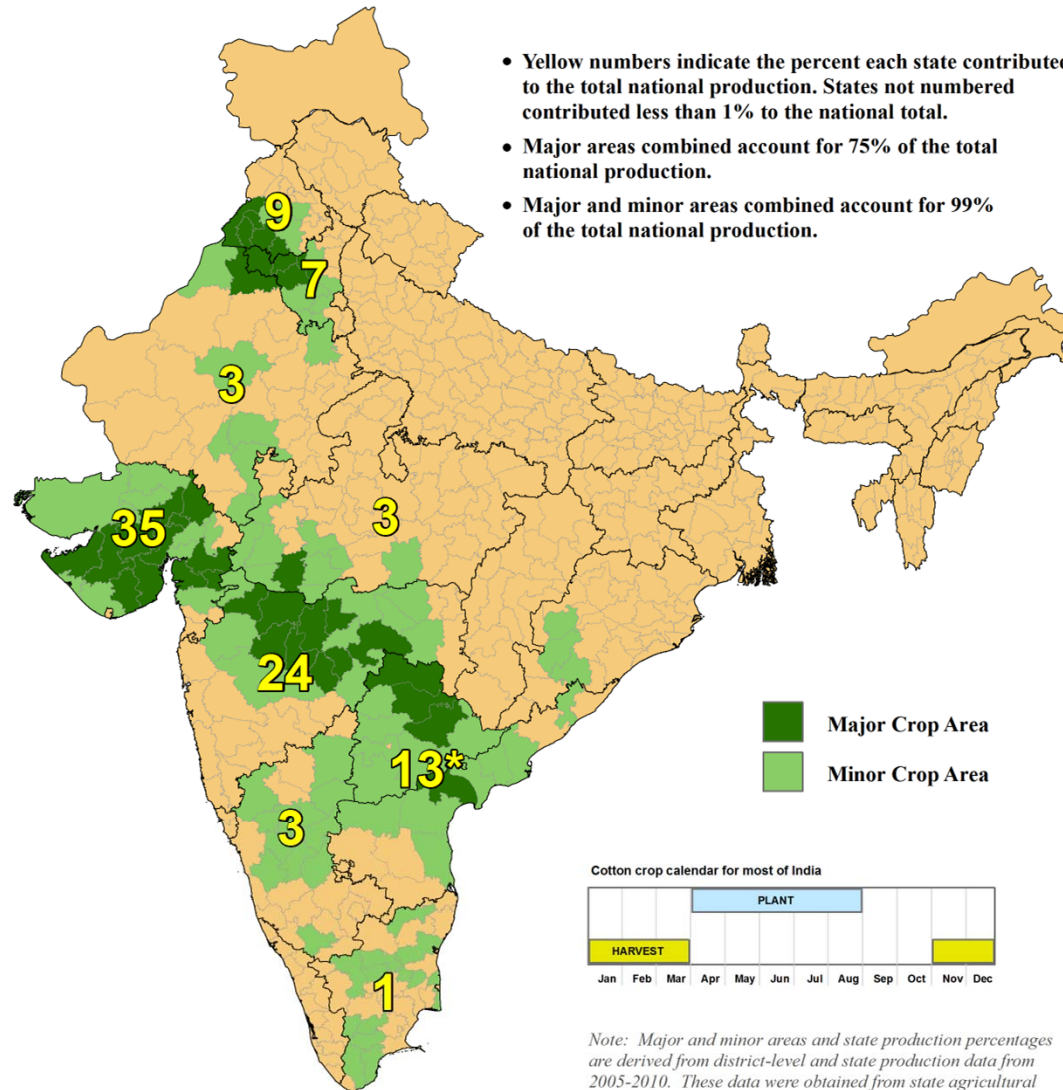 • Yellow numbers indicate the percent each state contributed
to the total national production. States not numbered
contributed less than 1% to the national total.
• Major areas combined account for 75% of the total
national production.
• Major and minor areas combined account for 99%
of the total national production.
9
7
3
35
3
24
13*
3
1
Major Crop Area
Minor Crop Area
Cotton crop calendar for most of India
PLANT
HARVEST
Jan Feb Mar Apr May Jun Jul Aug Sep Oct Nov Dec
Note: Major and minor areas and state production percentages
are derived from district-level and state production data from
2005-2010. These data were obtained from state agricultural